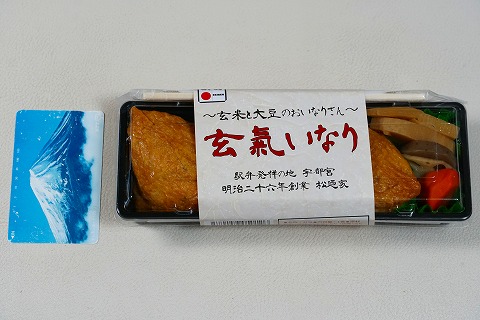 ～玄米と大豆のおいなりさん～
玄氣いなり
駅弁発祥の地 宇都宮
明治二十六年創業 松廼家